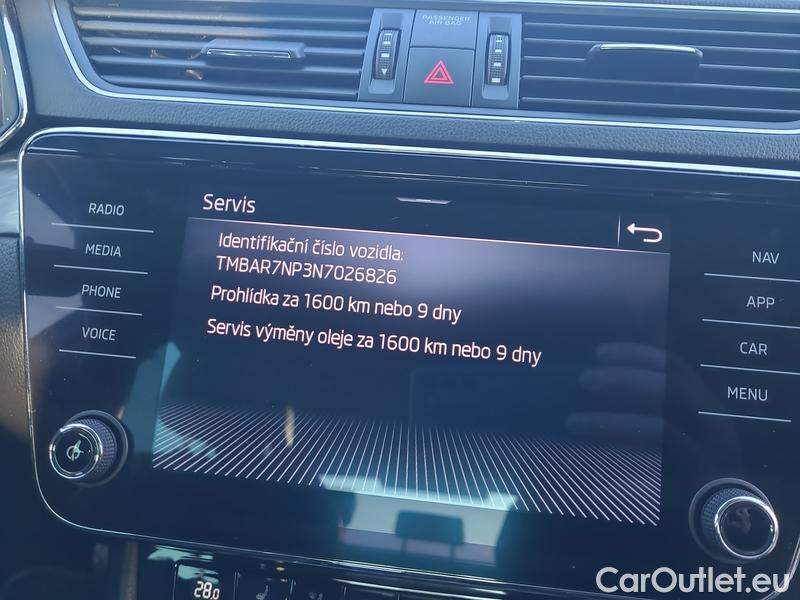 PASSENGER
AIR BAG
Servis
RADIO
MEDIA
PHONE
VOICE
Identifikační číslo vozidla:
TMBAR7NP3N7026826
Prohlídka za 1600 km nebo 9 dny
Servis výměny oleje za 1600 km nebo 9 dny
NAV
APP
CAR
MENU
28.0
CarOutlet.eu